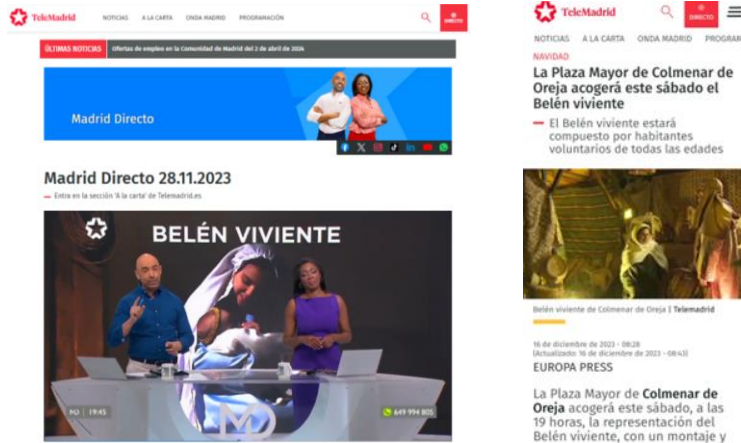 TeleMadrid
NOTICIAS A LA CARTA ONDA MADRID PROGRAMACIÓN
DIRECTO
ÚLTIMAS NOTICIAS Ofertas de empleo en la Comunidad de Madrid del 2 de abril de 2024
Madrid Directo
Madrid Directo 28.11.2023
Entra en la sección 'A la carta' de Telemadrid.es
BELÉN VIVIENTE
MD 19:45
649 994 805
TeleMadrid
DIRECTO
NOTICIAS A LA CARTA ONDA MADRID PROGRAM
NAVIDAD
La Plaza Mayor de Colmenar de
Oreja acogerá este sábado el
Belén viviente
El Belén viviente estará
compuesto por habitantes
voluntarios de todas las edades
Belén viviente de Colmenar de Oreja | Telemadrid
16 de diciembre de 2023 - 08:28
(Actualizado: 16 de diciembre de 2023 - 08:43)
EUROPA PRESS
La Plaza Mayor de Colmenar de
Oreja acogerá este sábado, a las
19 horas, la representación del
Belén viviente, con un montaje y